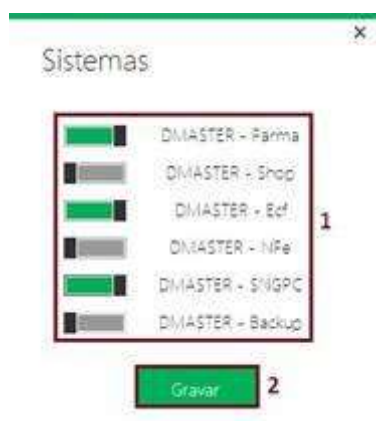 ×
Sistemas
DMASTER - Farma
DMASTER - Shop
DMASTER - Ecf
1
DMASTER - NFe
DMASTER - SNGPC
DMASTER - Backup
Gravar 2